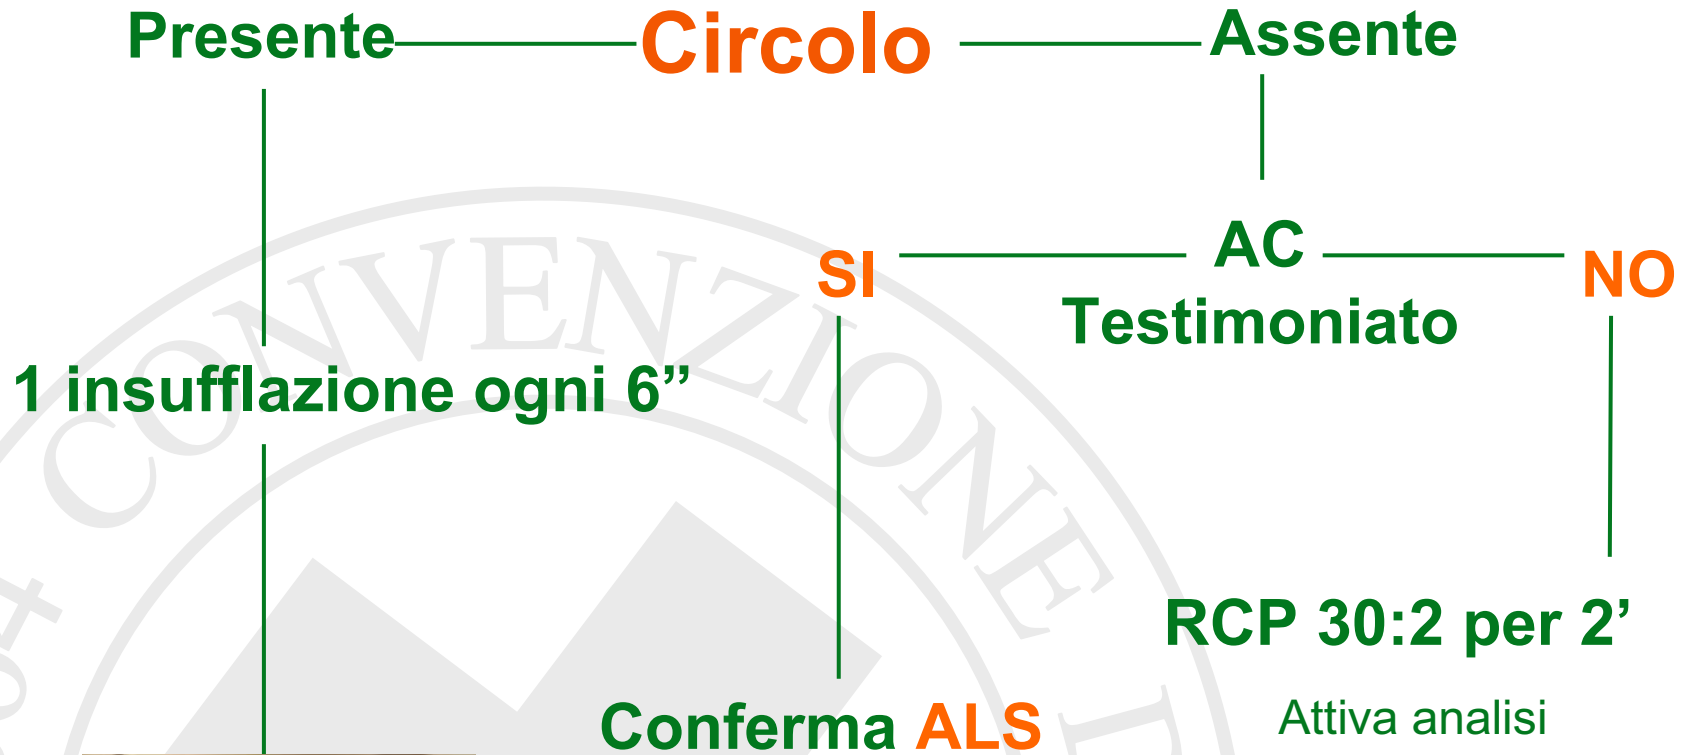 Presente Circolo Assente
SI AC NO
Testimoniato
1 insufflazione ogni 6”
RCP 30:2 per 2’
Conferma ALS
Attiva analisi
CONVENZIONE D